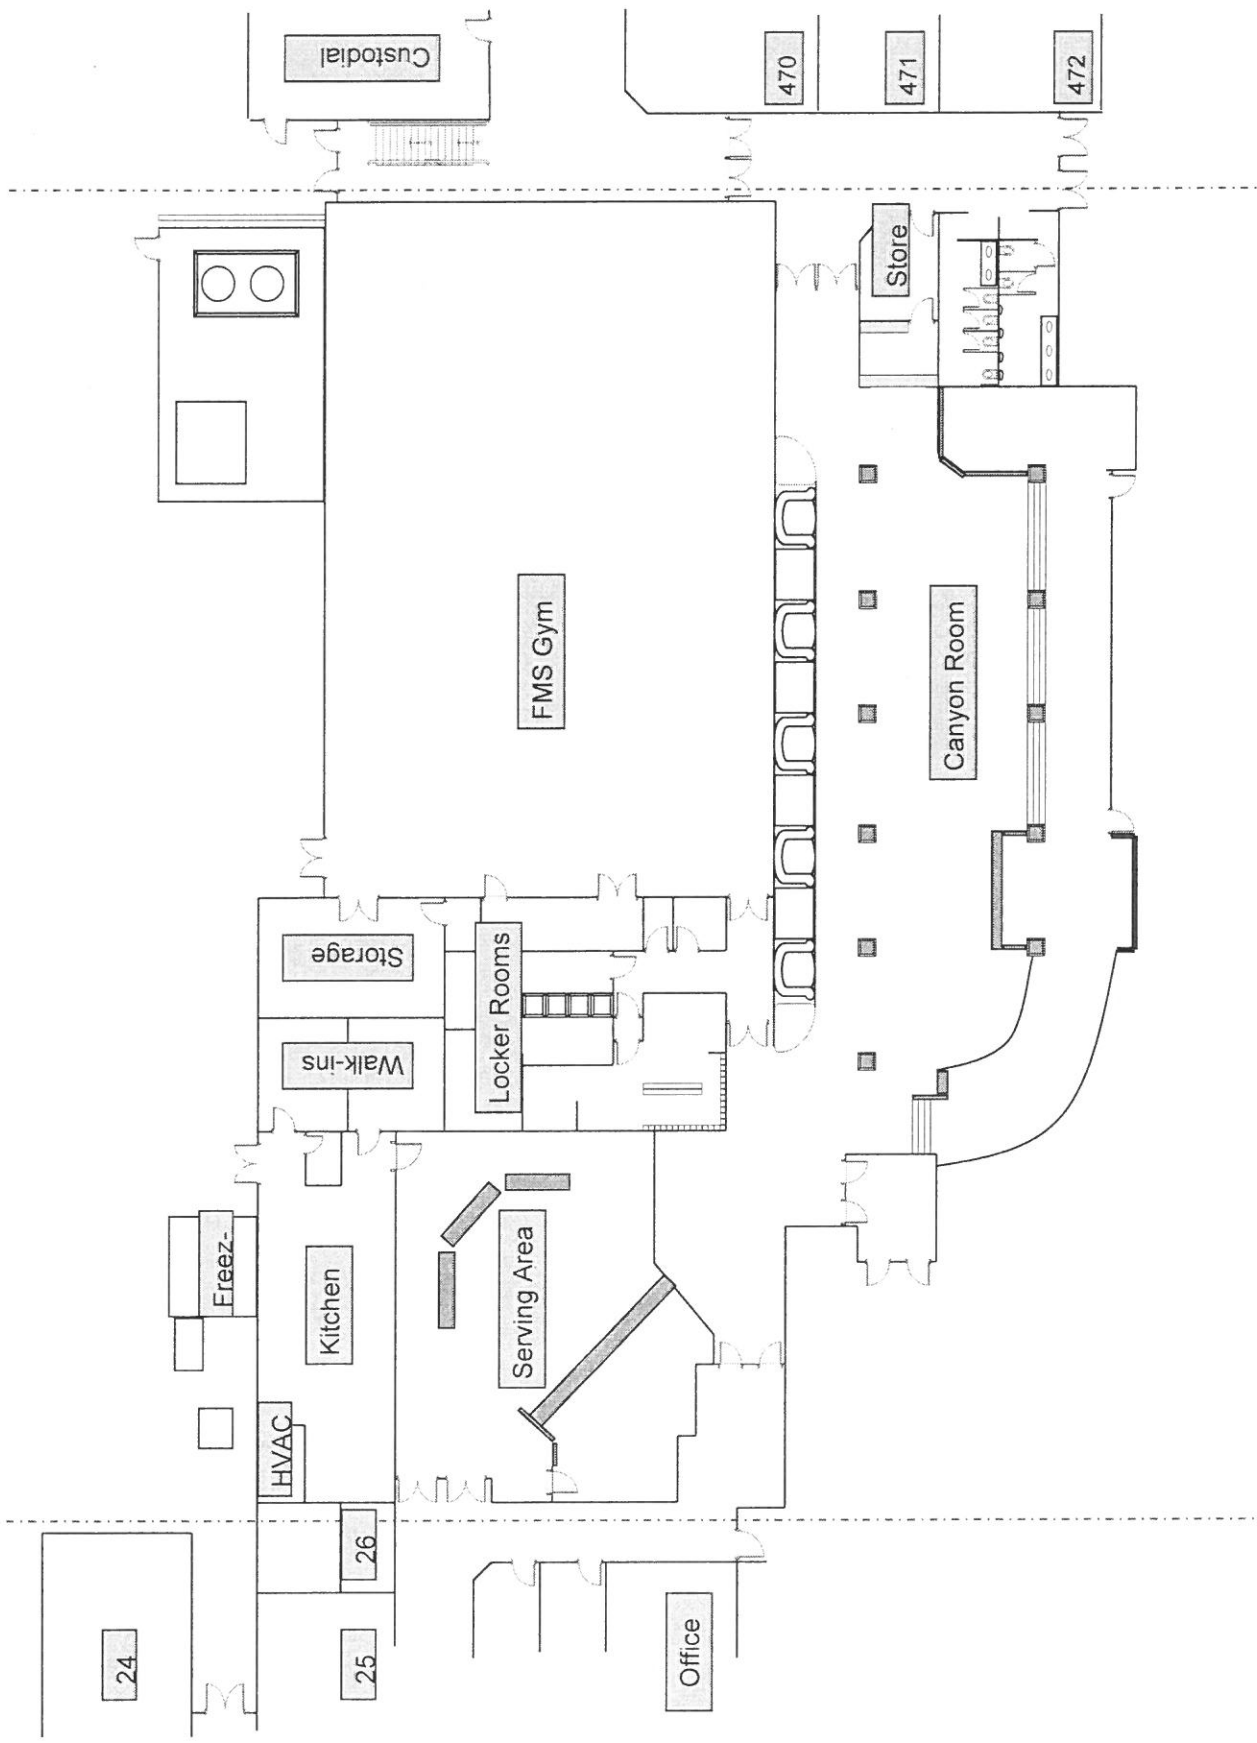 Custodial
470
471
472
Store
FMS Gym
Canyon Room
Storage
Locker Rooms
Walk-ins
Freez-
Kitchen
Serving Area
HVAC
26
24
25
Office